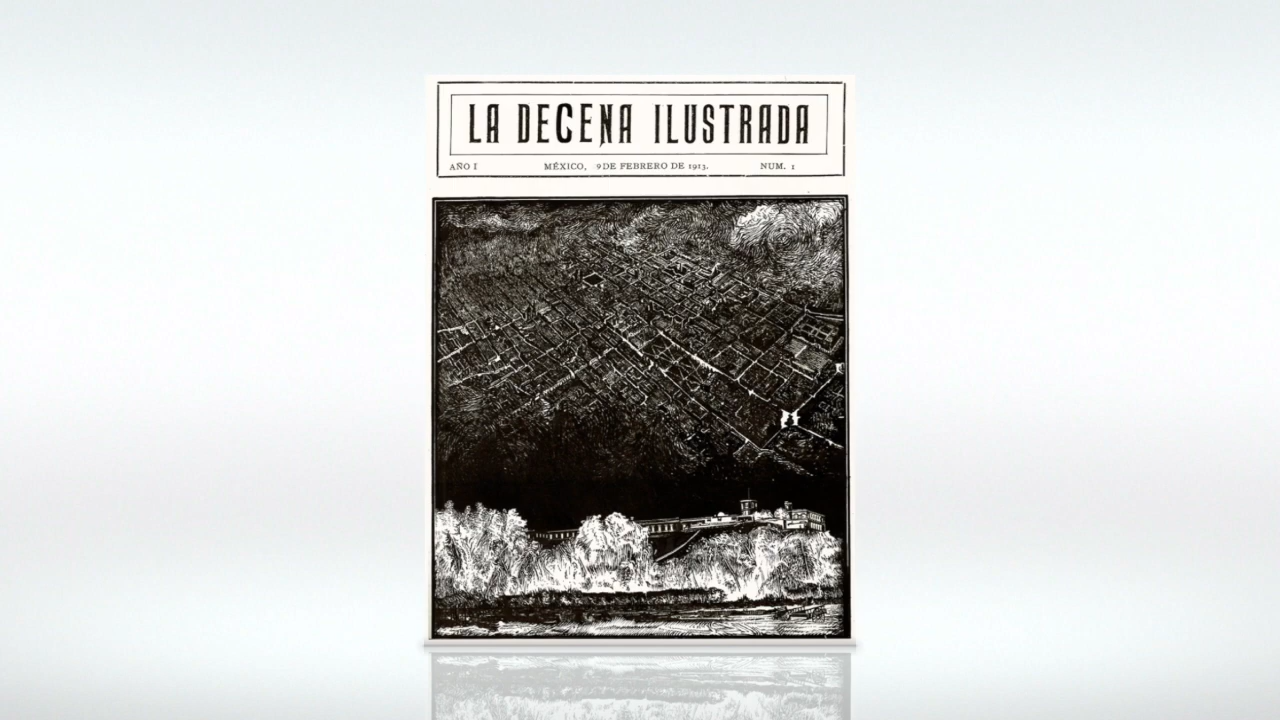 LA DECENA ILUSTRADA
AÑO I MÉXICO, 9 DE FEBRERO DE 1913. NUM. 1